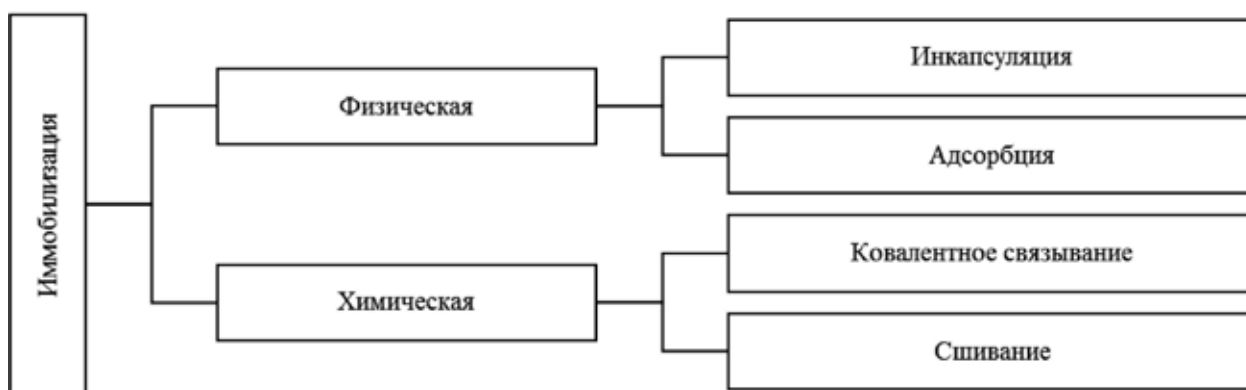 Иммобилизация
Физическая
Инкапсуляция
Адсорбция
Химическая
Ковалентное связывание
Сшивание